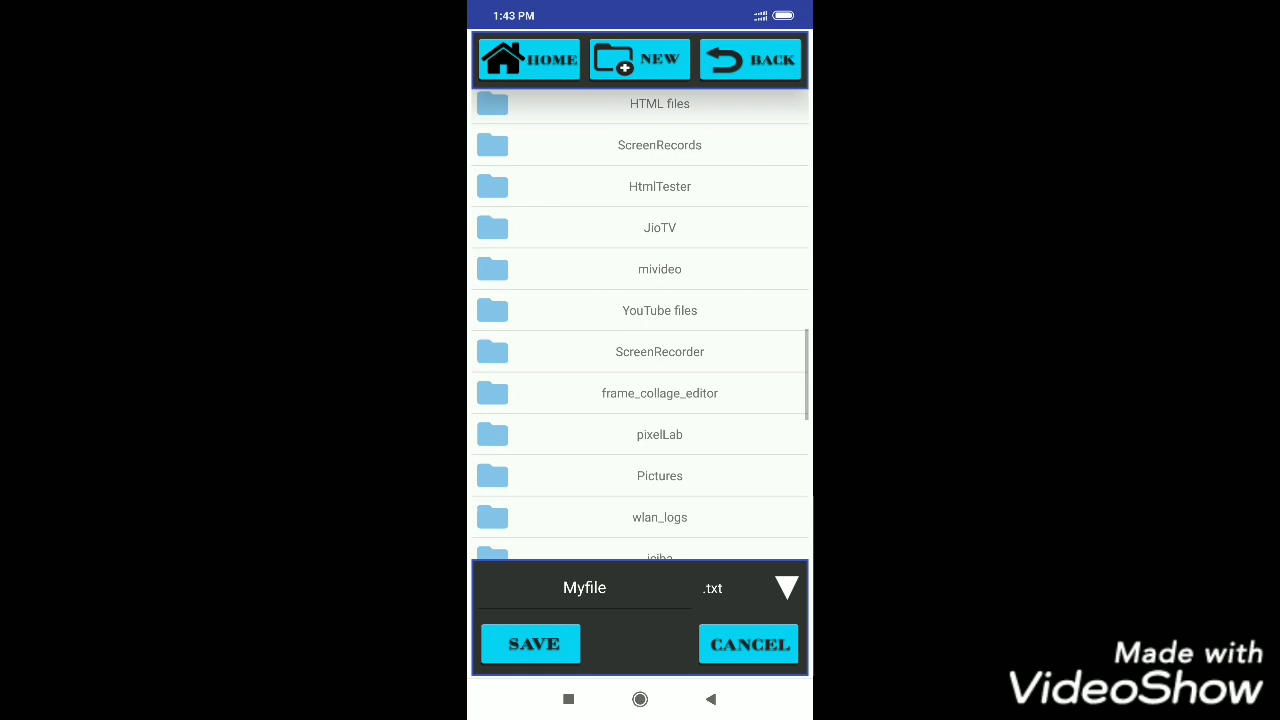 1:43 PM
HOME NEW BACK
HTML files
ScreenRecords
HtmlTester
JioTV
mivideo
YouTube files
ScreenRecorder
frame_collage_editor
pixelLab
Pictures
wlan_logs
Myfile .txt
SAVE CANCEL
Made with
VideoShow